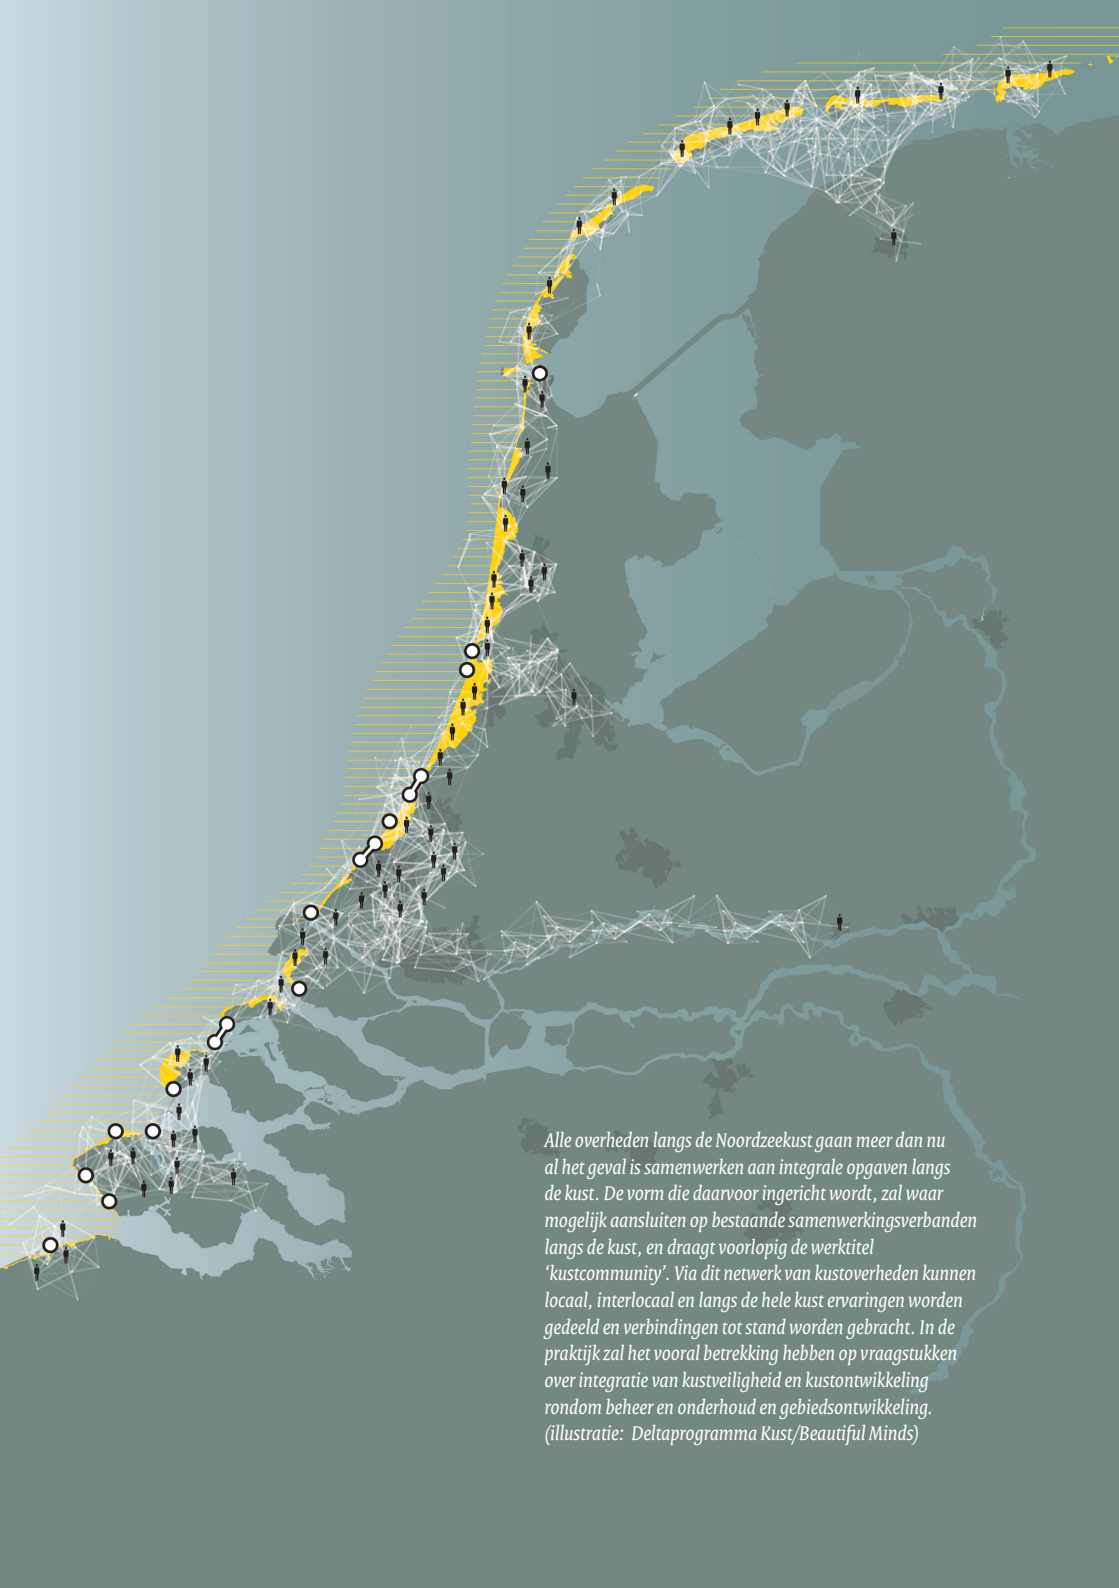 Alle overheden langs de Noordzeekust gaan meer dan nu
al het geval is samenwerken aan integrale opgaven langs
de kust. De vorm die daarvoor ingericht wordt, zal waar
mogelijk aansluiten op bestaande samenwerkingsverbanden
langs de kust, en draagt voorlopig de werktitel
‘kustcommunity’. Via dit netwerk van kustoverheden kunnen
locaal, interlocaal en langs de hele kust ervaringen worden
gedeeld en verbindingen tot stand worden gebracht. In de
praktijk zal het vooral betrekking hebben op vraagstukken
over integratie van kustveiligheid en kustontwikkeling
rondom beheer en onderhoud en gebiedsontwikkeling.
(illustratie: Deltaprogramma Kust/Beautiful Minds)